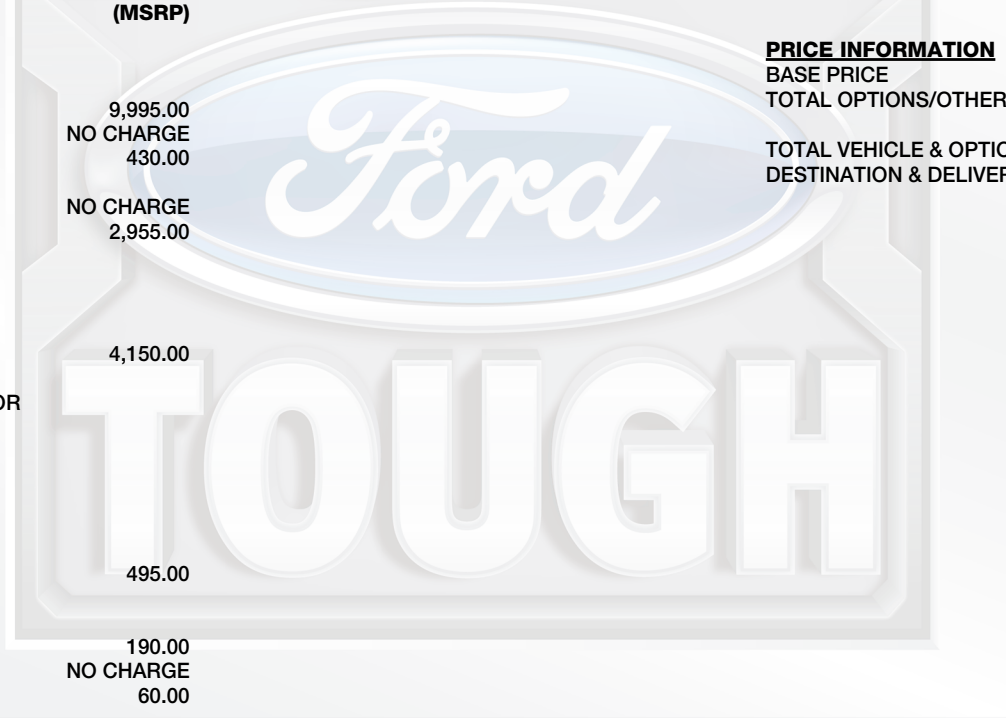 (MSRP)
9,995.00
NO CHARGE
430.00
NO CHARGE
2,955.00
4,150.00
OR
495.00
190.00
NO CHARGE
60.00
PRICE INFORMATION
BASE PRICE
TOTAL OPTIONS/OTHER
TOTAL VEHICLE & OPTIO
DESTINATION & DELIVER
Ford
TOUGH